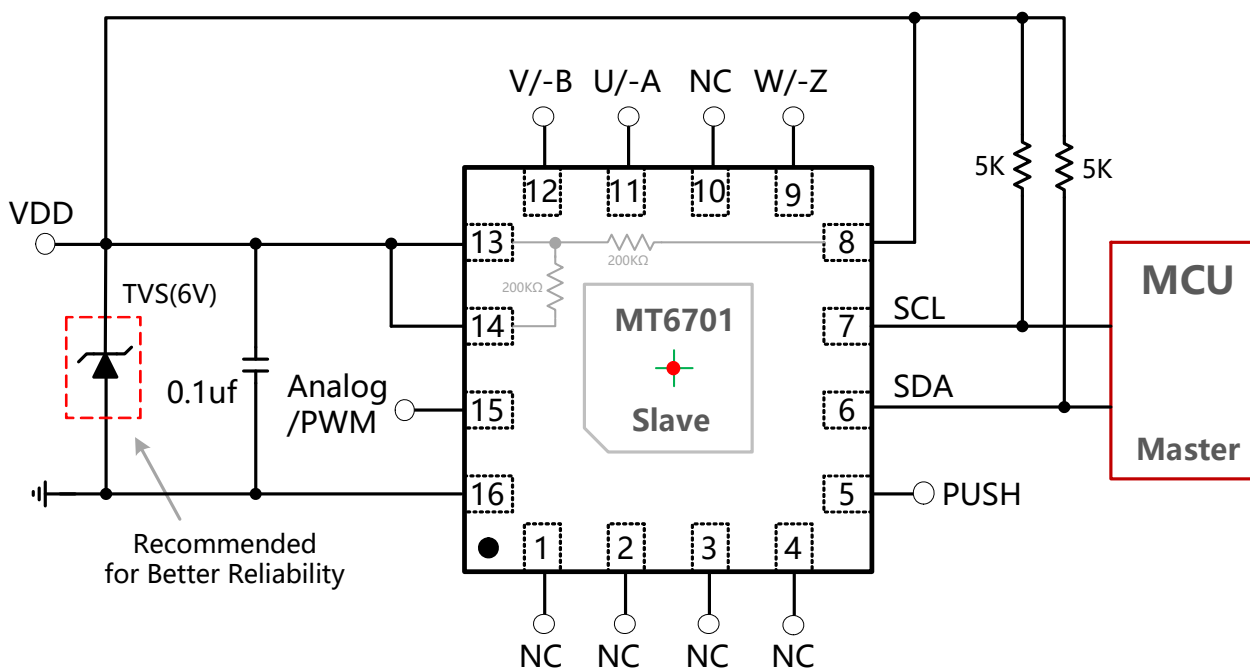 V/-B U/-A NC W/-Z
12 11 10 9
5K 5K
VDD
13 8
200KΩ
200KΩ
TVS(6V)
MCU
14 MT6701 7 SCL
0.1uf
Analog
/PWM
15 Slave 6 SDA
Master
16 5 PUSH
Recommended
for Better Reliability
1 2 3 4
NC NC NC NC